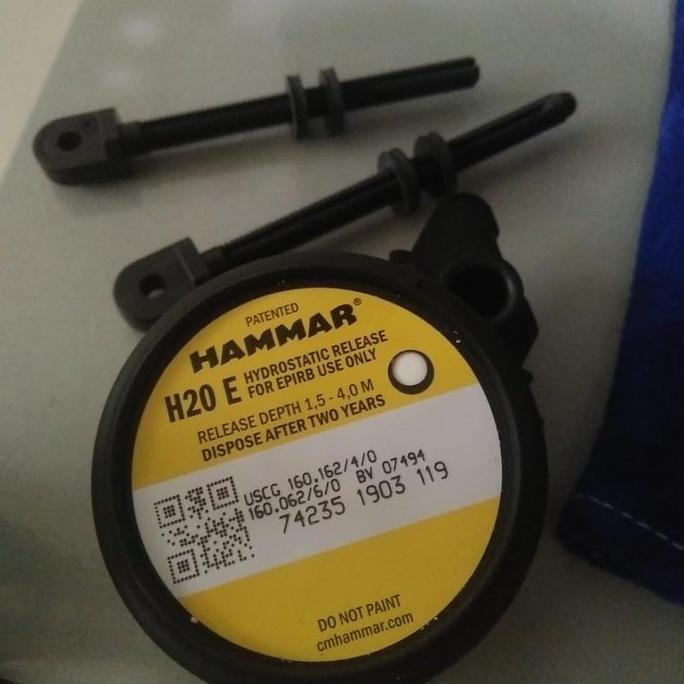 PATENTED
HAMMAR®
H20 E HYDROSTATIC RELEASE
FOR EPIRB USE ONLY
RELEASE DEPTH 1,5 - 4,0 M
DISPOSE AFTER TWO YEARS
USCG 160.162/4/0
160.062/6/0 BV 07494
74235 1903 119
DO NOT PAINT
cmhammar.com